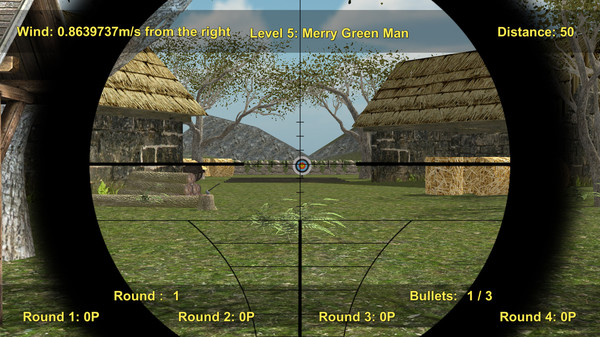 Wind: 0.8639737m/s from the right Level 5: Merry Green Man Distance: 50
Round : 1 Bullets: 1 / 3
Round 1: 0P Round 2: 0P Round 3: 0P Round 4: 0P